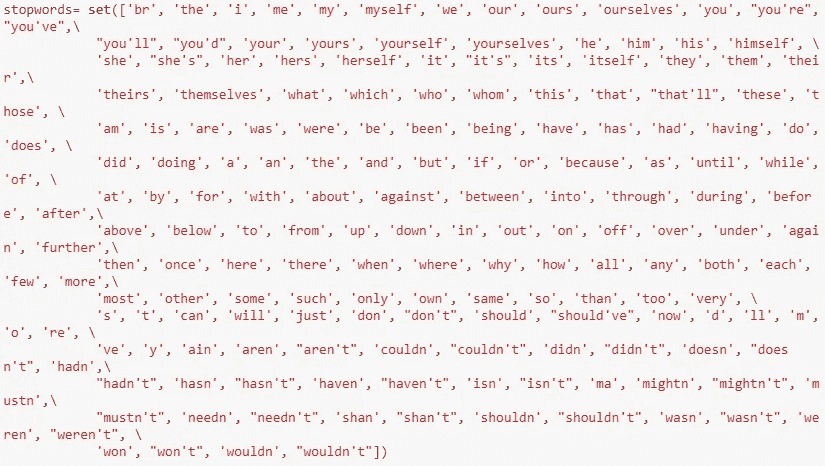 stopwords= set(['br', 'the', 'i', 'me', 'my', 'myself', 'we', 'our', 'ours', 'ourselves', 'you', "you're",
"you've",\
"you'll", "you'd", 'your', 'yours', 'yourself', 'yourselves', 'he', 'him', 'his', 'himself', \
'she', "she's", 'her', 'hers', 'herself', 'it', "it's", 'its', 'itself', 'they', 'them', 'thei
r',\
'theirs', 'themselves', 'what', 'which', 'who', 'whom', 'this', 'that', "that'll", 'these', 't
hose', \
'am', 'is', 'are', 'was', 'were', 'be', 'been', 'being', 'have', 'has', 'had', 'having', 'do',
'does', \
'did', 'doing', 'a', 'an', 'the', 'and', 'but', 'if', 'or', 'because', 'as', 'until', 'while',
'of', \
'at', 'by', 'for', 'with', 'about', 'against', 'between', 'into', 'through', 'during', 'befor
e', 'after',\
'above', 'below', 'to', 'from', 'up', 'down', 'in', 'out', 'on', 'off', 'over', 'under', 'agai
n', 'further',\
'then', 'once', 'here', 'there', 'when', 'where', 'why', 'how', 'all', 'any', 'both', 'each',
'few', 'more',\
'most', 'other', 'some', 'such', 'only', 'own', 'same', 'so', 'than', 'too', 'very', \
's', 't', 'can', 'will', 'just', 'don', "don't", 'should', "should've", 'now', 'd', 'll', 'm',
'o', 're', \
've', 'y', 'ain', 'aren', "aren't", 'couldn', "couldn't", 'didn', "didn't", 'doesn', "does
n't", 'hadn',\
"hadn't", 'hasn', "hasn't", 'haven', "haven't", 'isn', "isn't", 'ma', 'mightn', "mightn't", 'm
ustn',\
"mustn't", 'needn', "needn't", 'shan', "shan't", 'shouldn', "shouldn't", 'wasn', "wasn't", 'we
ren', "weren't", \
'won', "won't", 'wouldn', "wouldn't"])